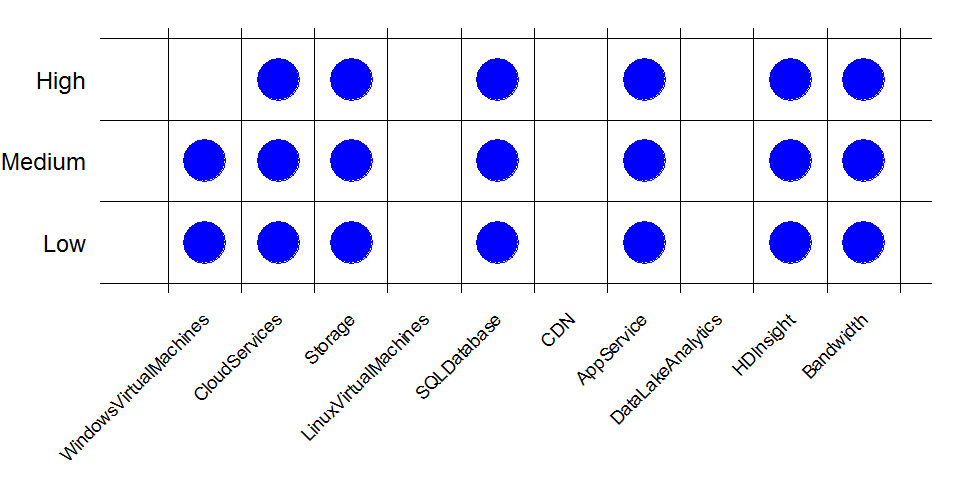 High
Medium
Low
WindowsVirtualMachines
CloudServices
Storage
LinuxVirtualMachines
SQLDatabase
CDN
AppService
DataLakeAnalytics
HDInsight
Bandwidth